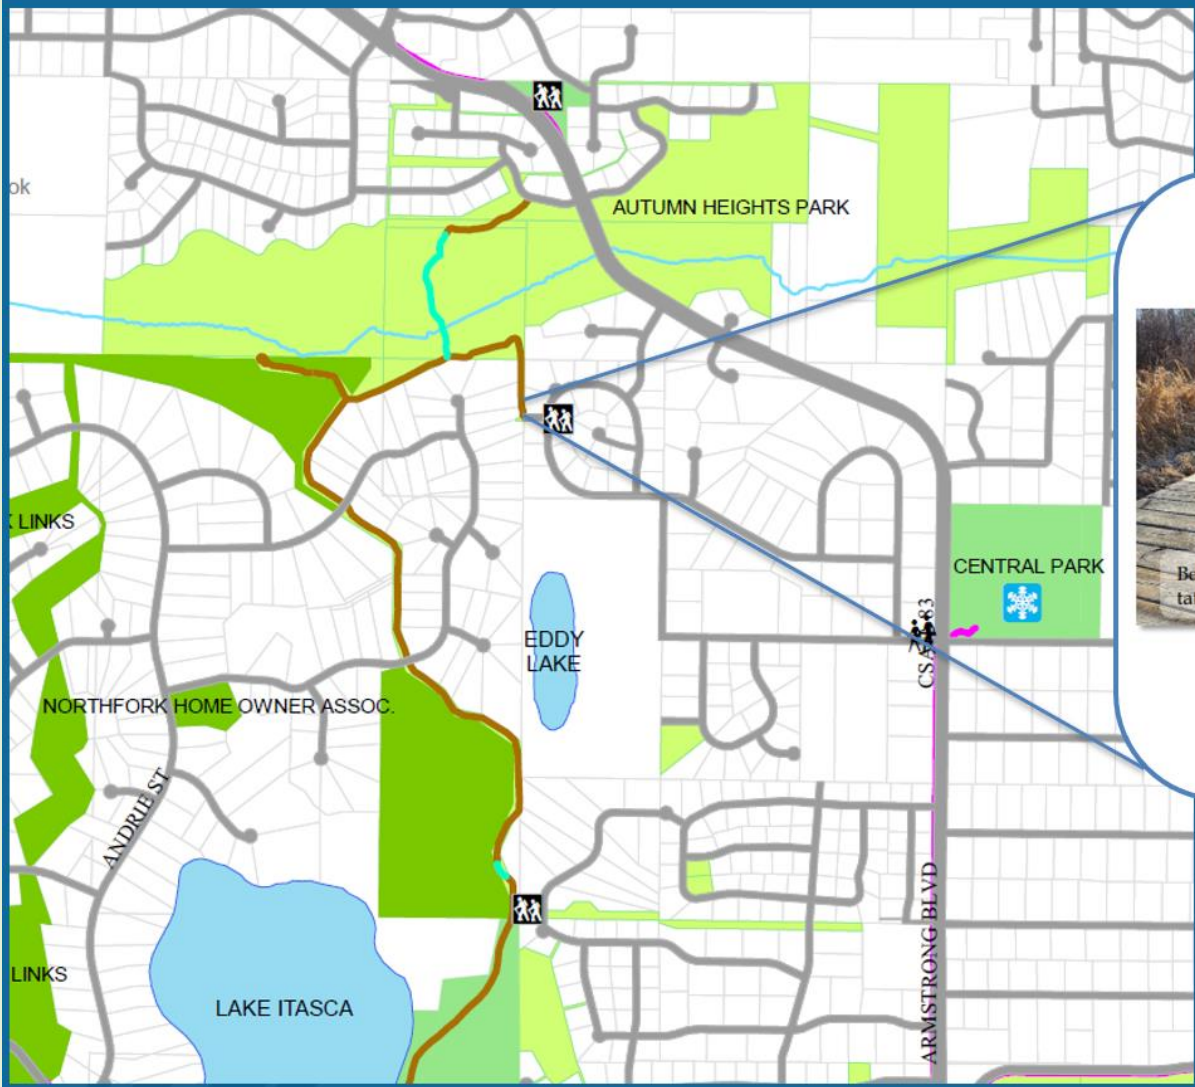 ok
AUTUMN HEIGHTS PARK
LINKS
CENTRAL PARK
EDDY
LAKE
NORTHFORK HOME OWNER ASSOC.
ANDRIE ST
ARMSTRONG BLVD
LINKS
LAKE ITASCA